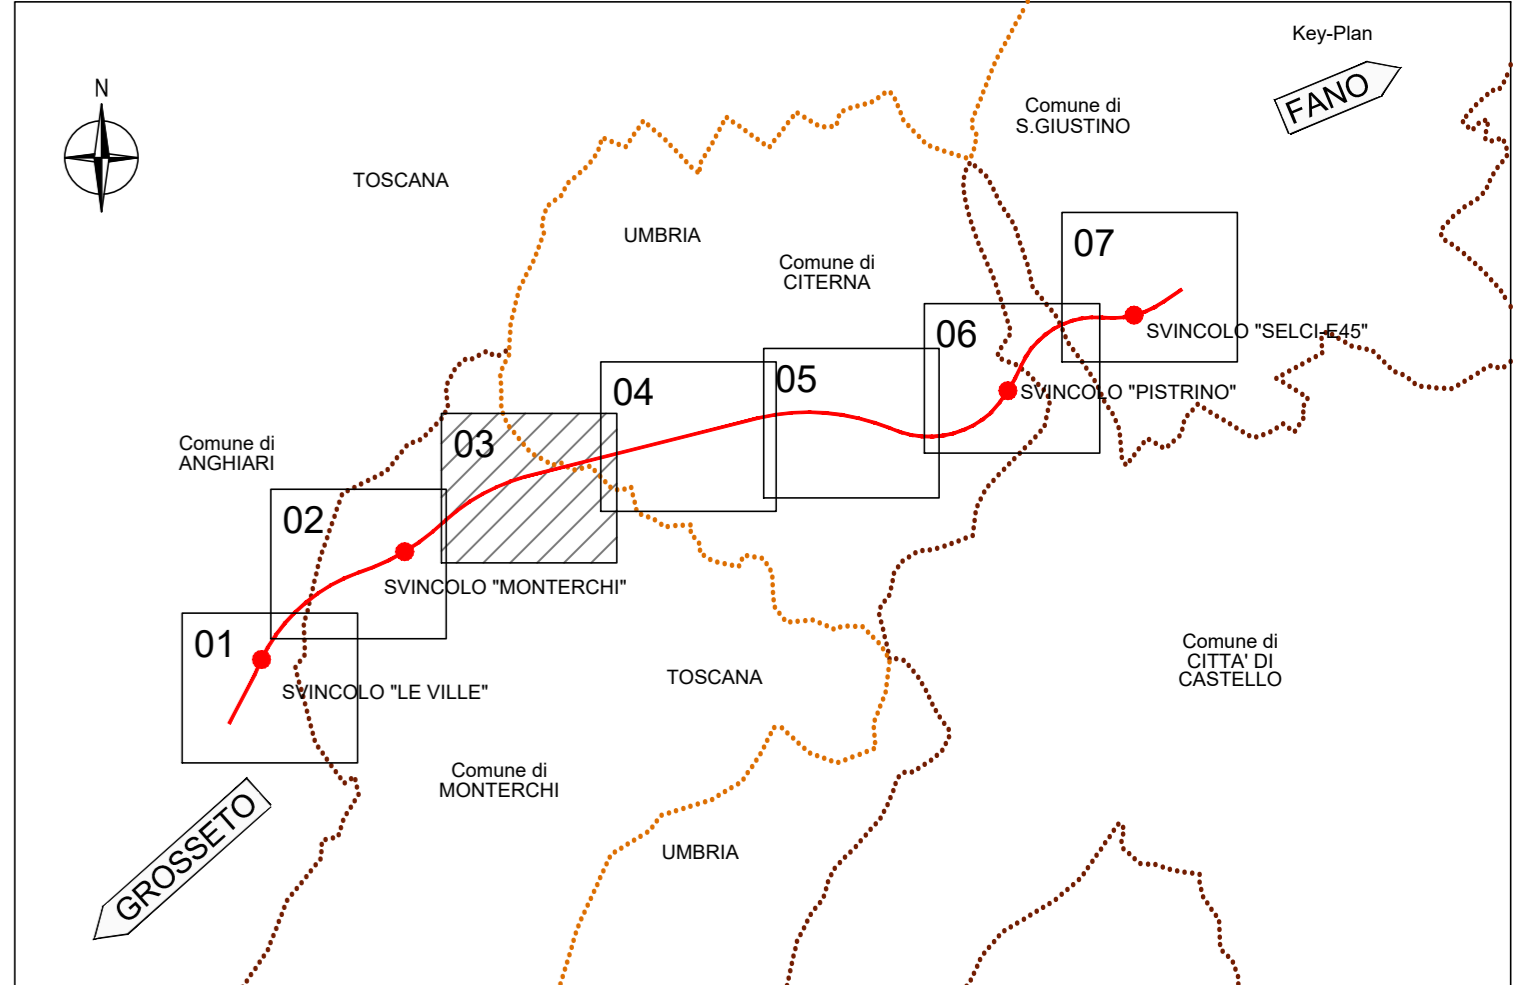 Key-Plan
N
FANO
Comune di
S.GIUSTINO
TOSCANA
UMBRIA
07
Comune di
CITERNA
06
SVINCOLO "SELCI-E45"
04
05
SVINCOLO "PISTRINO"
03
Comune di
ANGHIARI
02
SVINCOLO "MONTERCHI"
01
SVINCOLO "LE VILLE"
TOSCANA
Comune di
CITTA' DI
CASTELLO
Comune di
MONTERCHI
GROSSETO
UMBRIA